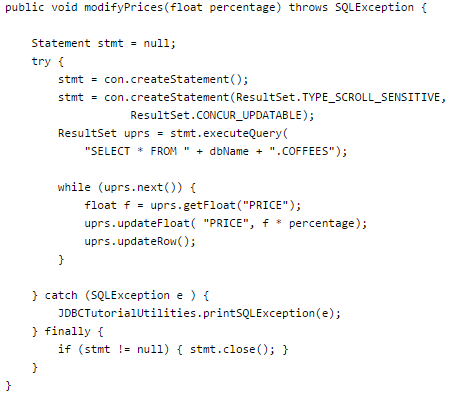 public void modifyPrices(float percentage) throws SQLException {

    Statement stmt = null;
    try {
        stmt = con.createStatement();
        stmt = con.createStatement(ResultSet.TYPE_SCROLL_SENSITIVE,
                   ResultSet.CONCUR_UPDATABLE);
        ResultSet uprs = stmt.executeQuery(
            "SELECT * FROM " + dbName + ".COFFEES");

        while (uprs.next()) {
            float f = uprs.getFloat("PRICE");
            uprs.updateFloat( "PRICE", f * percentage);
            uprs.updateRow();
        }

    } catch (SQLException e ) {
        JDBCTutorialUtilities.printSQLException(e);
    } finally {
        if (stmt != null) { stmt.close(); }
    }
}